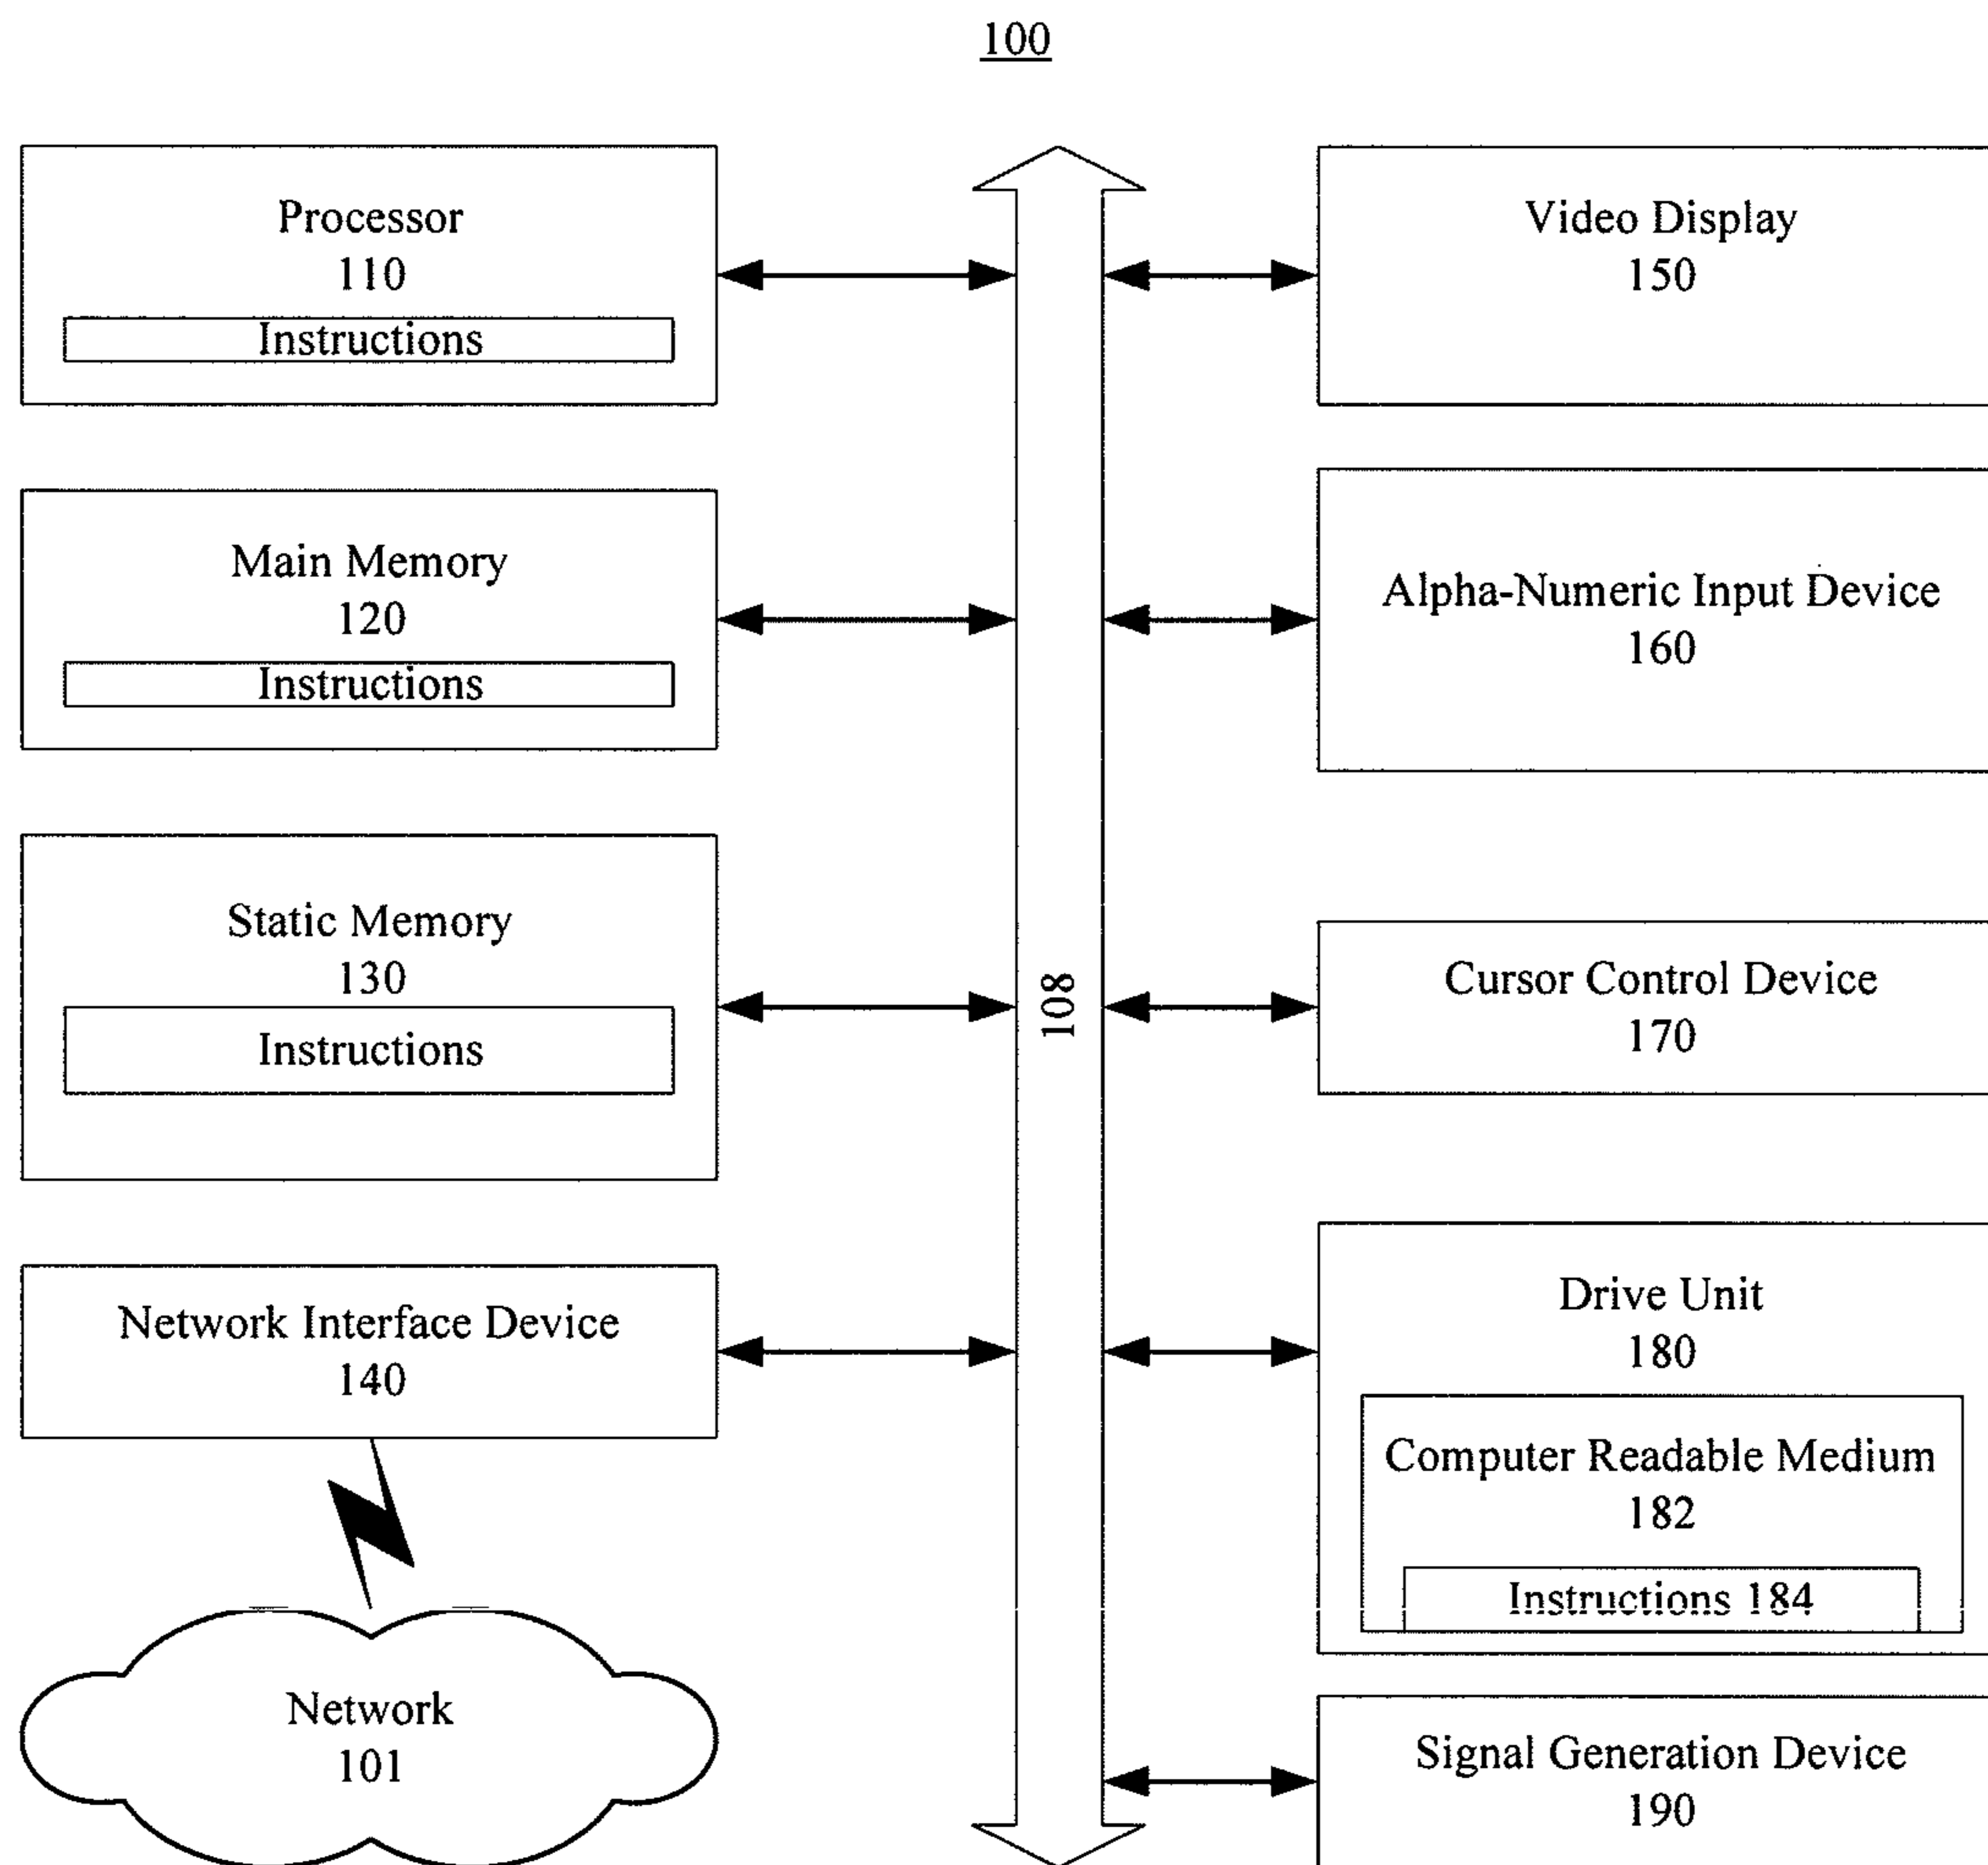 100
Processor
110
Instructions
Main Memory
120
Instructions
Static Memory
130
Instructions
Network Interface Device
140
Network
101
108
Video Display
150
Alpha-Numeric Input Device
160
Cursor Control Device
170
Drive Unit
180
Computer Readable Medium
182
Instructions 184
Signal Generation Device
190